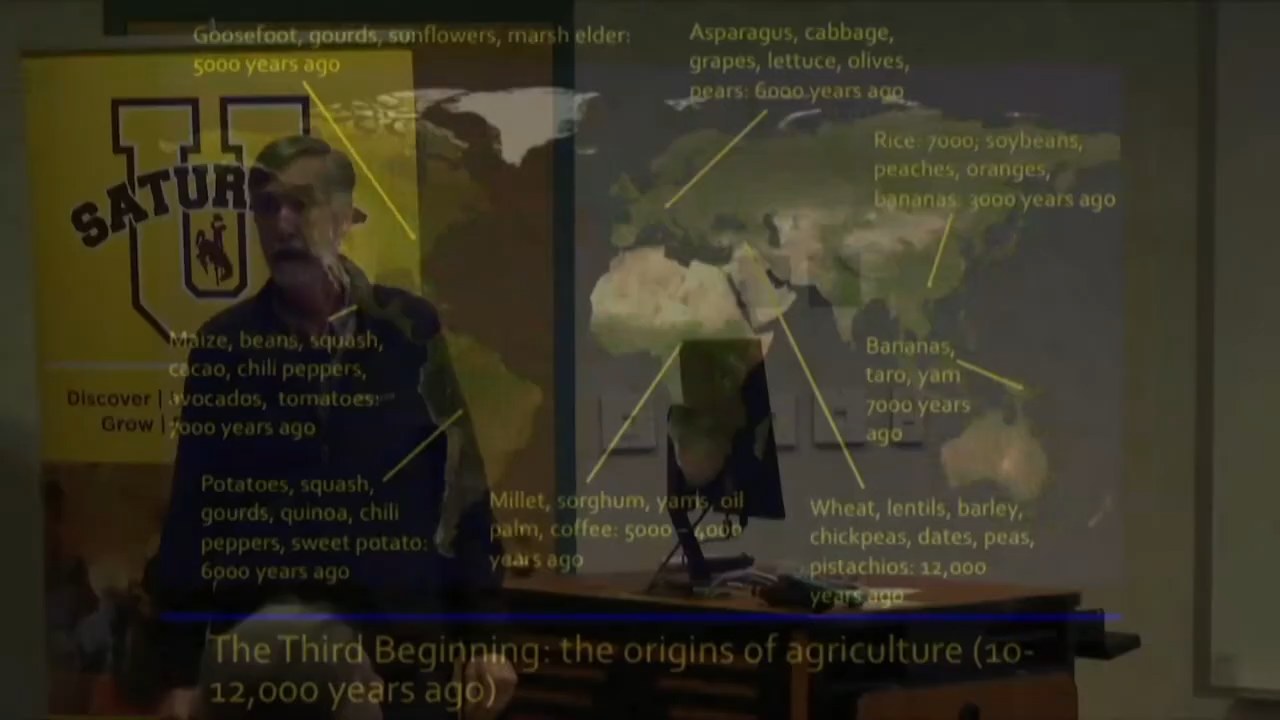 Goosefoot, gourds, sunflowers, marsh elder:
5000 years ago
Asparagus, cabbage,
grapes, lettuce, olives,
pears: 6000 years ago
Rice: 7000; soybeans,
peaches, oranges,
bananas: 3000 years ago
U
SATUR
Discover |
Grow |
Maize, beans, squash,
cacao, chili peppers,
avocados, tomatoes:
7000 years ago
Bananas,
taro, yam
7000 years
ago
Potatoes, squash,
gourds, quinoa, chili
peppers, sweet potato:
6000 years ago
Millet, sorghum, yams, oil
palm, coffee: 5000
years ago
Wheat, lentils, barley,
chickpeas, dates, peas,
pistachios: 12,000
years ago
The Third Beginning: the origins of agriculture (10-
12,000 years ago)